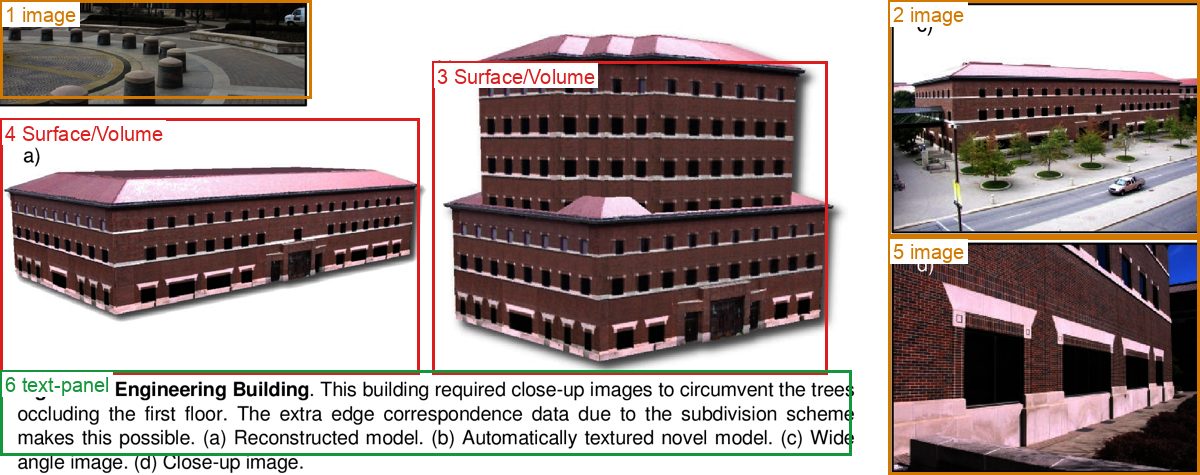 1 image
2 image
c)
3 Surface/Volume
4 Surface/Volume
a)
5 image
d)
6 text-panel
Engineering Building. This building required close-up images to circumvent the trees
occluding the first floor. The extra edge correspondence data due to the subdivision scheme
makes this possible. (a) Reconstructed model. (b) Automatically textured novel model. (c) Wide
angle image. (d) Close-up image.